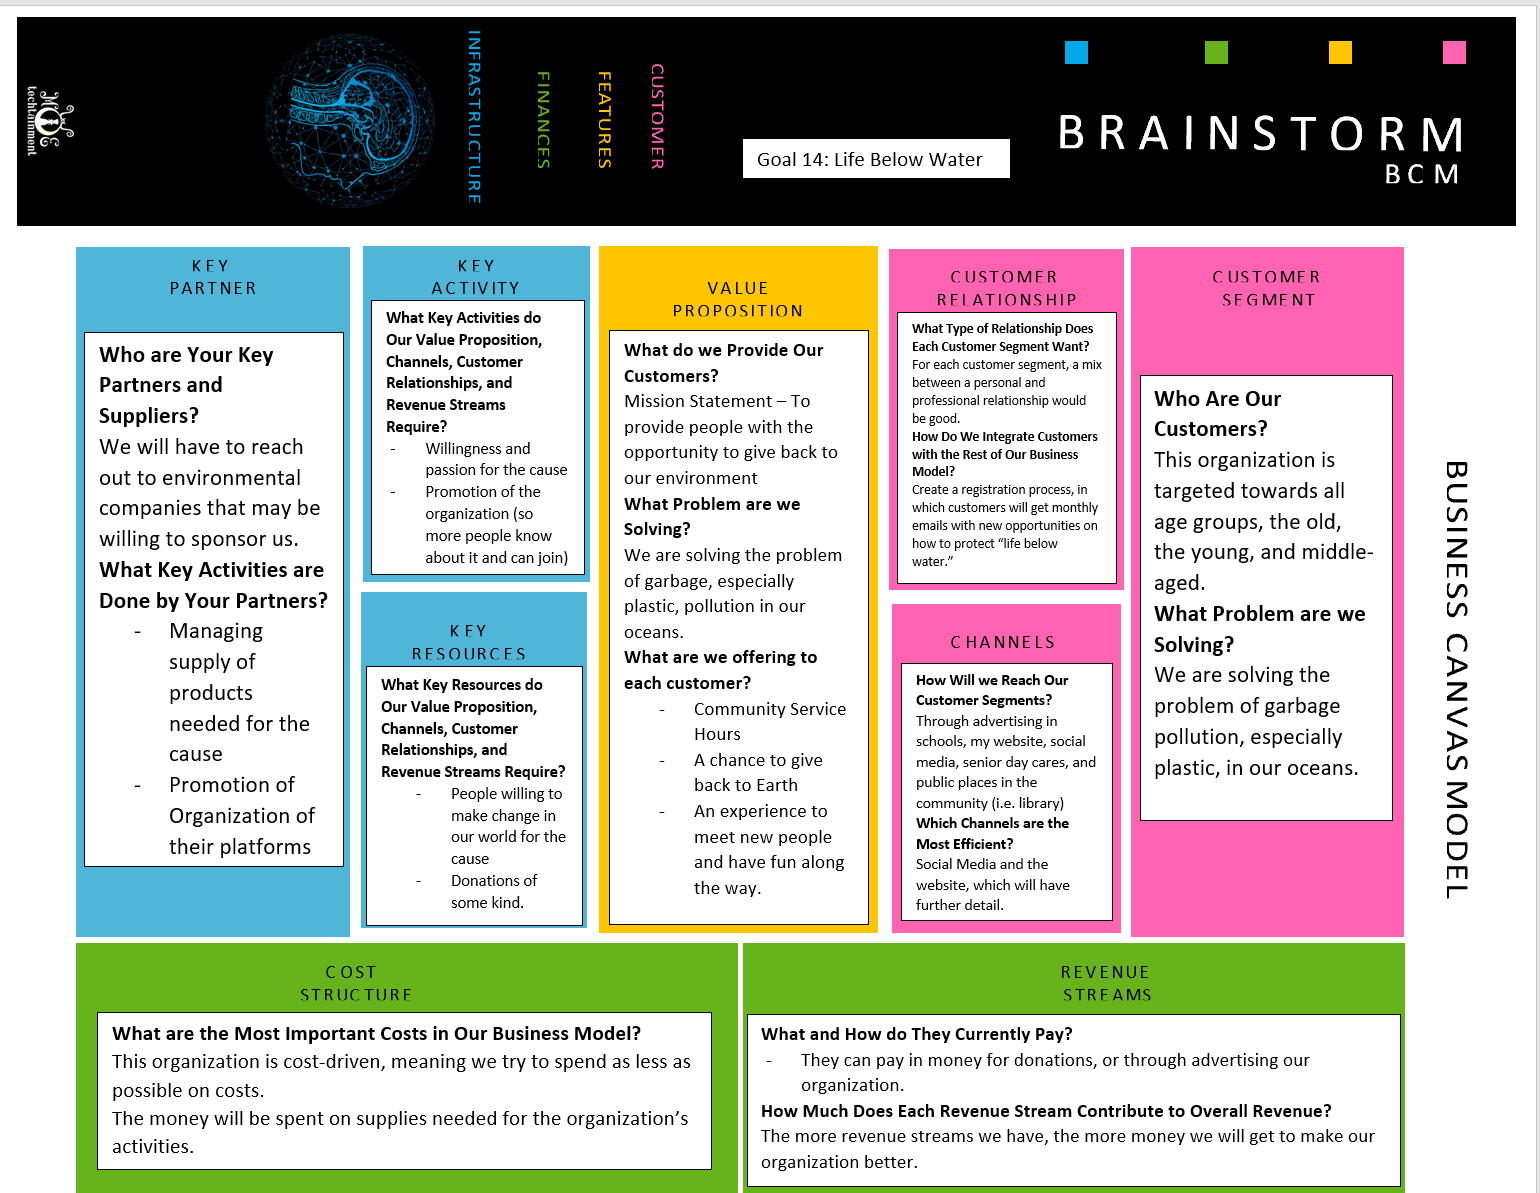 techtainment
INFRASTRUCTURE
FINANCES
FEATURES
CUSTOMER
Goal 14: Life Below Water
BRAINSTORM
BCM
KEY
PARTNER
Who are Your Key
Partners and
Suppliers?
We will have to reach
out to environmental
companies that may be
willing to sponsor us.
What Key Activities are
Done by Your Partners?
- Managing
supply of
products
needed for the
cause
- Promotion of
Organization of
their platforms
KEY
ACTIVITY
What Key Activities do
Our Value Proposition,
Channels, Customer
Relationships, and
Revenue Streams
Require?
- Willingness and
passion for the cause
- Promotion of the
organization (so
more people know
about it and can join)
KEY
RESOURCES
What Key Resources do
Our Value Proposition,
Channels, Customer
Relationships, and
Revenue Streams Require?
- People willing to
make change in
our world for the
cause
- Donations of
some kind.
VALUE
PROPOSITION
What do we Provide Our
Customers?
Mission Statement – To
provide people with the
opportunity to give back to
our environment
What Problem are we
Solving?
We are solving the problem
of garbage, especially
plastic, pollution in our
oceans.
What are we offering to
each customer?
- Community Service
Hours
- A chance to give
back to Earth
- An experience to
meet new people
and have fun along
the way.
CUSTOMER
RELATIONSHIP
What Type of Relationship Does
Each Customer Segment Want?
For each customer segment, a mix
between a personal and
professional relationship would
be good.
How Do We Integrate Customers
with the Rest of Our Business
Model?
Create a registration process, in
which customers will get monthly
emails with new opportunities on
how to protect “life below
water.”
CHANNELS
How Will we Reach Our
Customer Segments?
Through advertising in
schools, my website, social
media, senior day cares, and
public places in the
community (i.e. library)
Which Channels are the
Most Efficient?
Social Media and the
website, which will have
further detail.
CUSTOMER
SEGMENT
Who Are Our
Customers?
This organization is
targeted towards all
age groups, the old,
the young, and middle-
aged.
What Problem are we
Solving?
We are solving the
problem of garbage
pollution, especially
plastic, in our oceans.
BUSINESS CANVAS MODEL
COST
STRUCTURE
What are the Most Important Costs in Our Business Model?
This organization is cost-driven, meaning we try to spend as less as
possible on costs.
The money will be spent on supplies needed for the organization’s
activities.
REVENUE
STREAMS
What and How do They Currently Pay?
- They can pay in money for donations, or through advertising our
organization.
How Much Does Each Revenue Stream Contribute to Overall Revenue?
The more revenue streams we have, the more money we will get to make our
organization better.